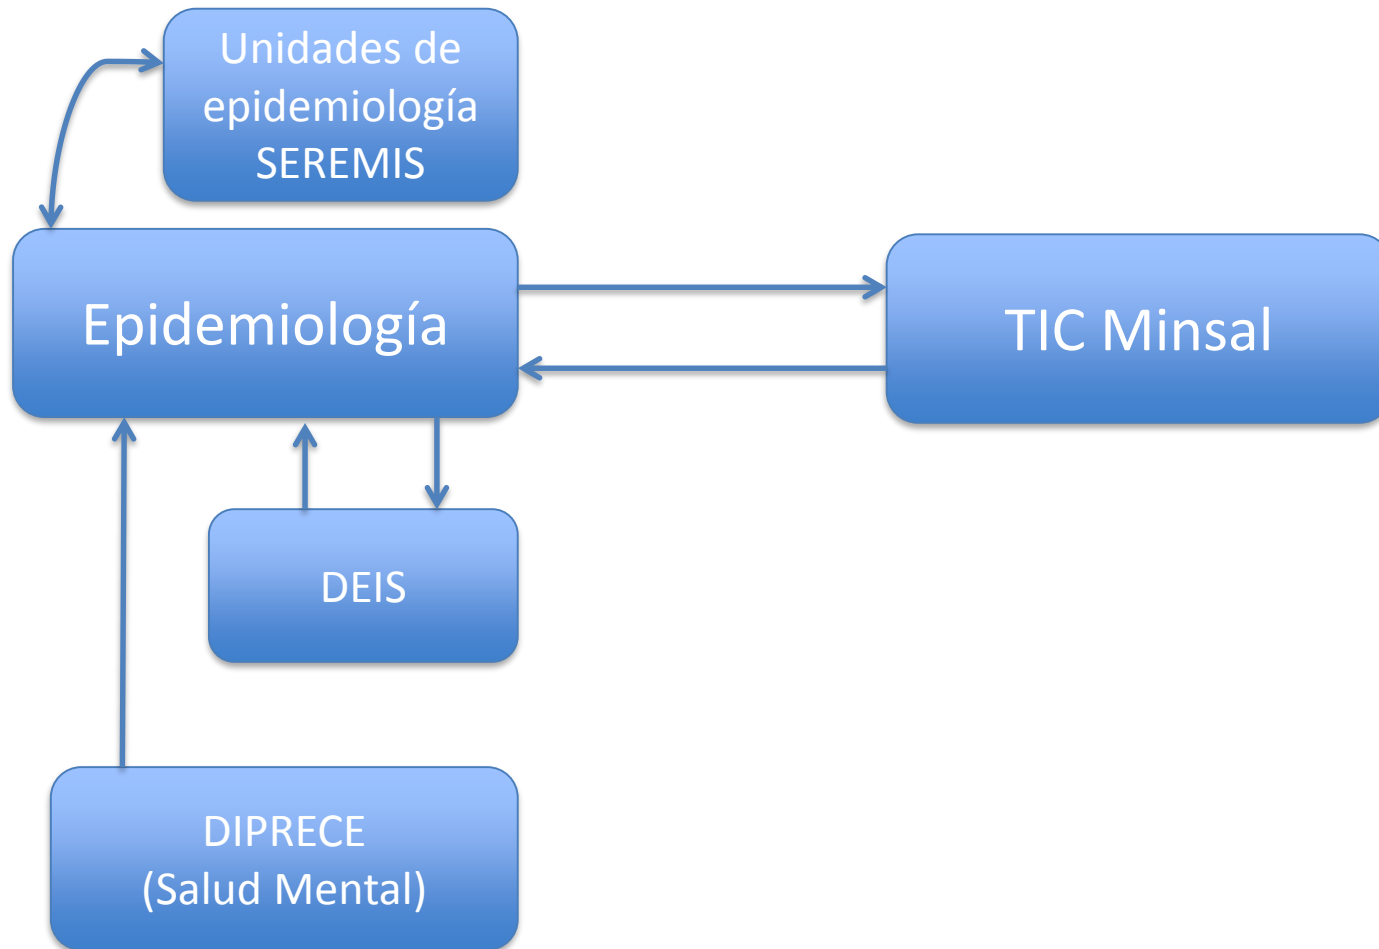 Unidades de
epidemiología
SEREMIS
Epidemiología
TIC Minsal
DEIS
DIPRECE
(Salud Mental)